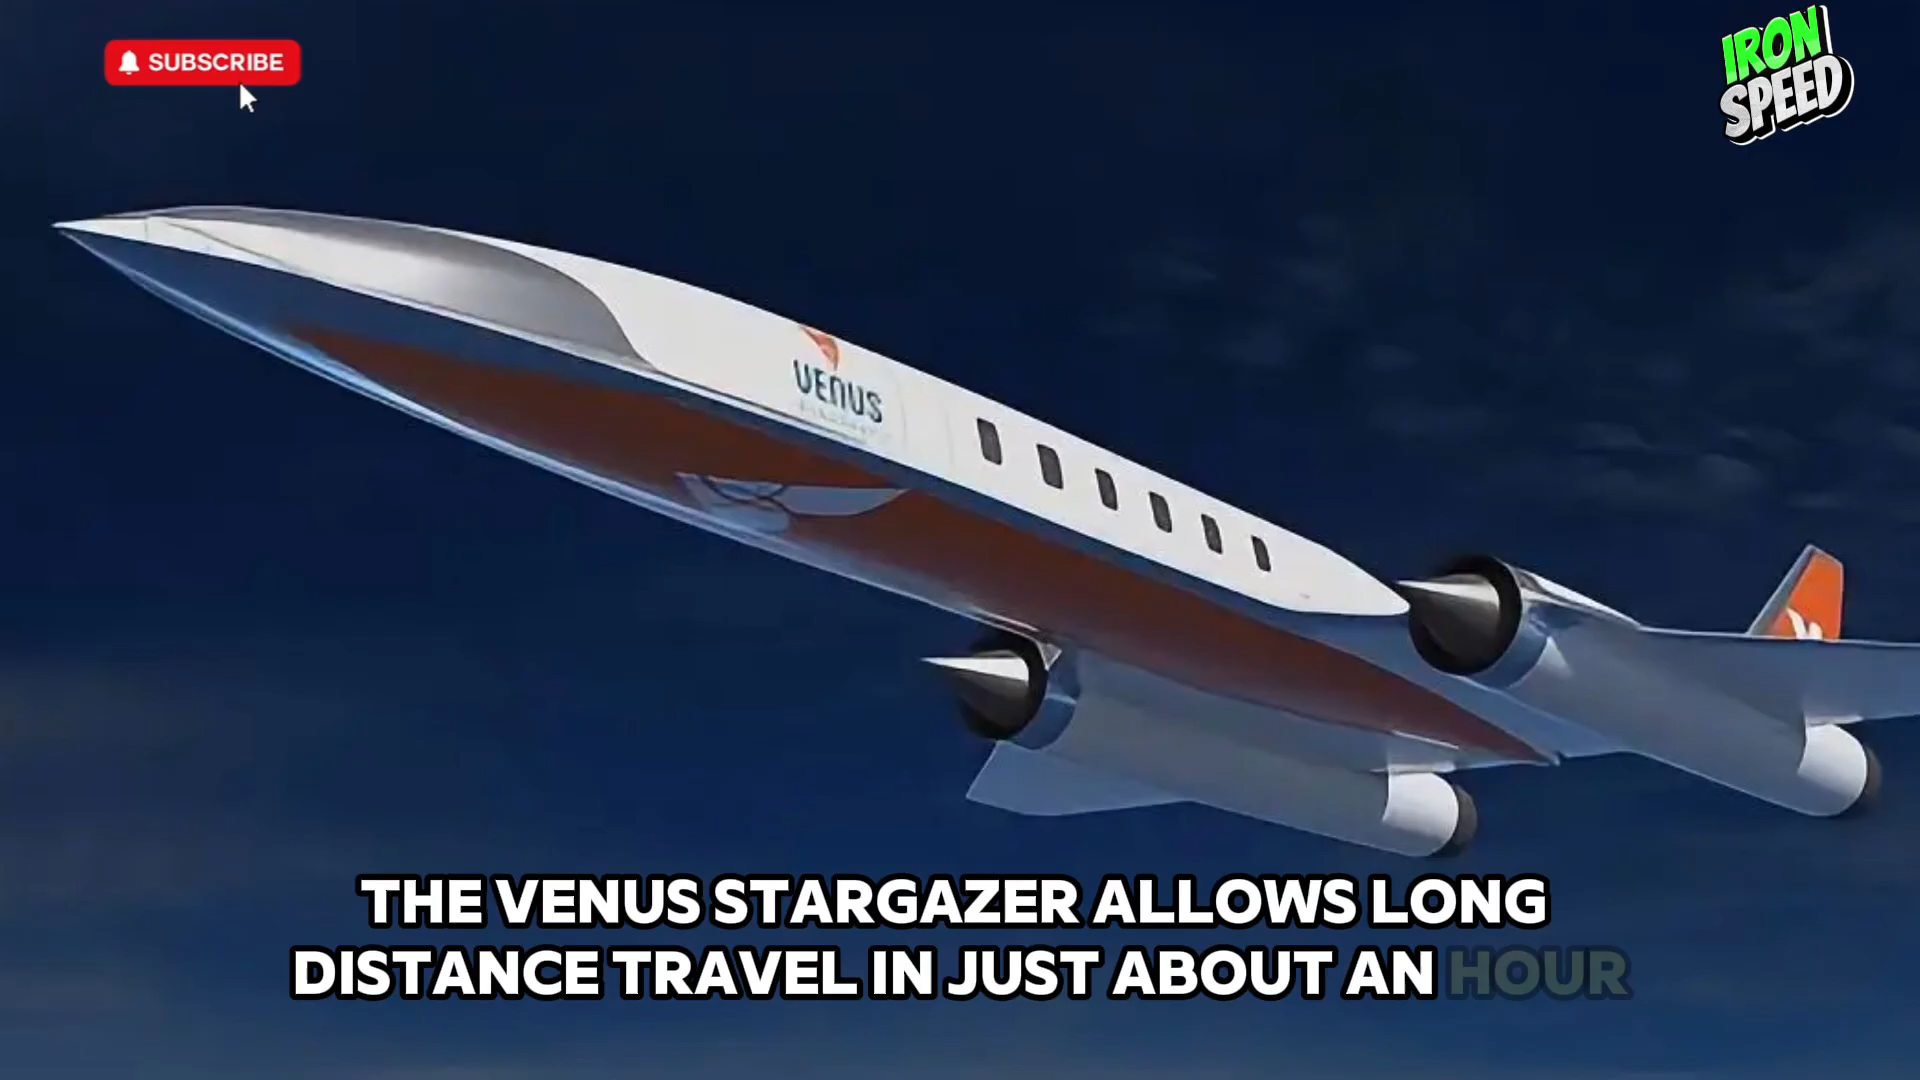 SUBSCRIBE
IRON
SPEED
VENUS
THE VENUS STARGAZER ALLOWS LONG
DISTANCE TRAVEL IN JUST ABOUT AN HOUR